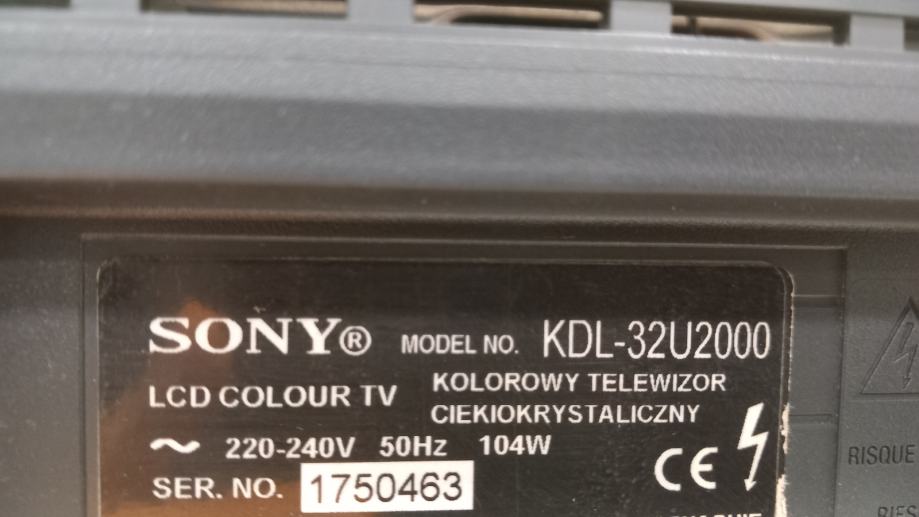 SONY® MODEL NO. KDL-32U2000
LCD COLOUR TV KOLOROWY TELEWIZOR
CIEKIOKRYSTALICZNY
~ 220-240V 50Hz 104W
CE
SER. NO. 1750463
RISQUE